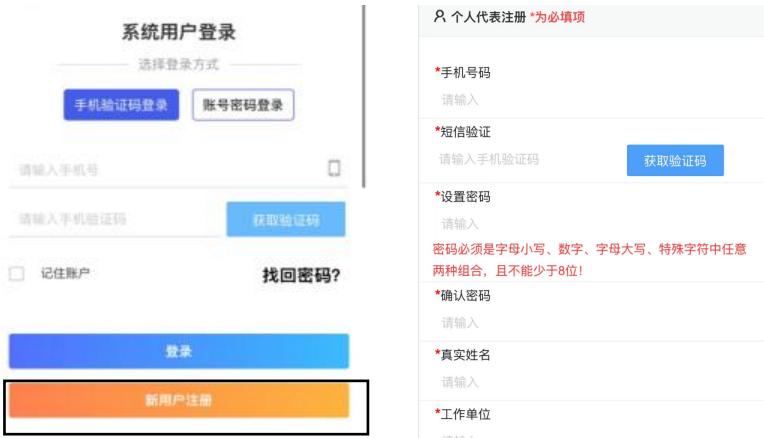 系统用户登录
选择登录方式
手机验证码登录
账号密码登录
请输入手机号
请输入手机验证码
获取验证码
记住账户
找回密码?
登录
新用户注册
个人代表注册 *为必填项
*手机号码
请输入
*短信验证
请输入手机验证码
获取验证码
*设置密码
请输入
密码必须是字母小写、数字、字母大写、特殊字符中任意
两种组合，且不能少于8位!
*确认密码
请输入
*真实姓名
请输入
*工作单位